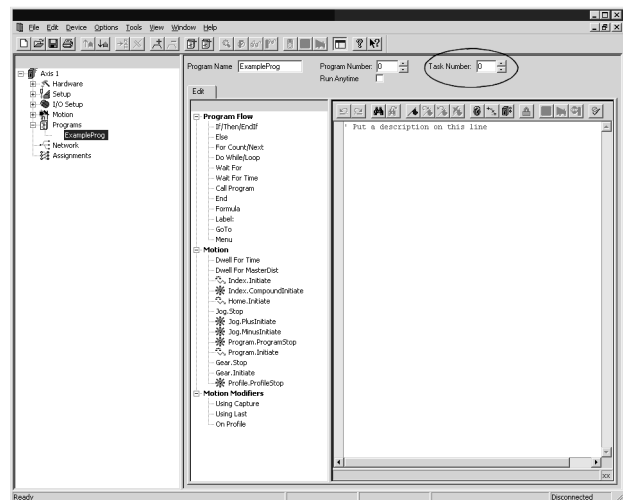 File Edit Device Options Tools View Window Help
Axis 1
Hardware
Setup
I/O Setup
Motion
Programs
ExampleProg
Network
Assignments
Program Name ExampleProg Program Number: 0 Task Number: 0
Run Anytime
Edit
Program Flow
If/Then/EndIf
Else
For Count/Next
Do While/Loop
Wait For
Wait For Time
Call Program
End
Formula
Label:
GoTo
Menu
Motion
Dwell For Time
Dwell For MasterDist
Index.Initiate
Index.CompoundInitiate
Home.Initiate
Jog.Stop
Jog.PlusInitiate
Jog.MinusInitiate
Program.ProgramStop
Program.Initiate
Gear.Stop
Gear.Initiate
Profile.ProfileStop
Motion Modifiers
Using Capture
Using Last
On Profile
' Put a description on this line
xx
Ready Disconnected